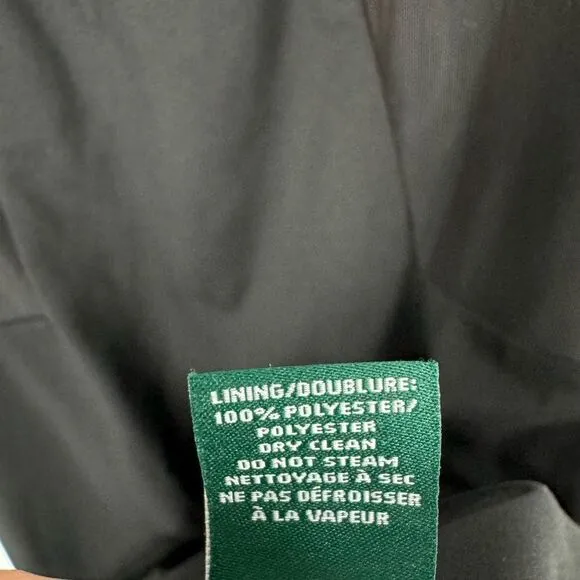 LINING/DOUBLURE:
100% POLYESTER/
POLYESTER
DRY CLEAN
DO NOT STEAM
NETTOYAGE À SEC
NE PAS DÉFROISSER
À LA VAPEUR